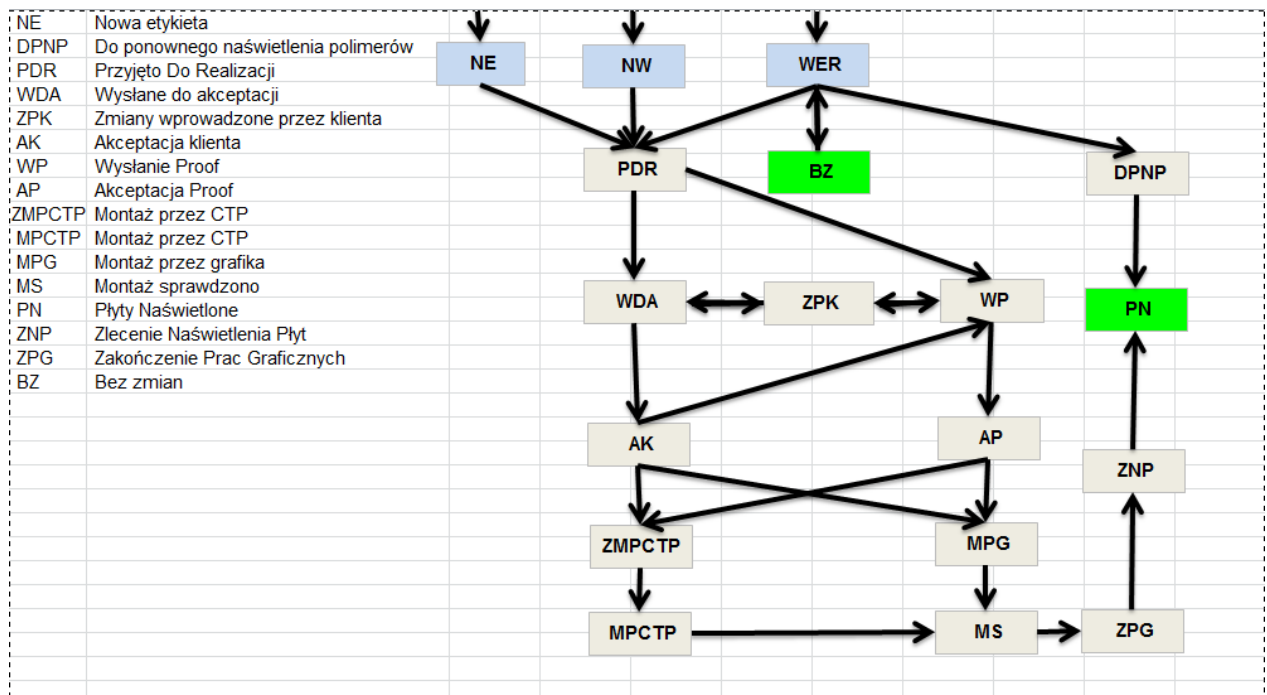 NE Nowa etykieta
DPNP Do ponownego naświetlenia polimerów
PDR Przyjęto Do Realizacji
WDA Wysłane do akceptacji
ZPK Zmiany wprowadzone przez klienta
AK Akceptacja klienta
WP Wysłanie Proof
AP Akceptacja Proof
ZMPCTP Montaż przez CTP
MPCTP Montaż przez CTP
MPG Montaż przez grafika
MS Montaż sprawdzono
PN Płyty Naświetlone
ZNP Zlecenie Naświetlenia Płyt
ZPG Zakończenie Prac Graficznych
BZ Bez zmian
NE NW WER
PDR BZ DPNP
WDA ZPK WP PN
AK AP ZNP
ZMPCTP MPG
MPCTP MS ZPG